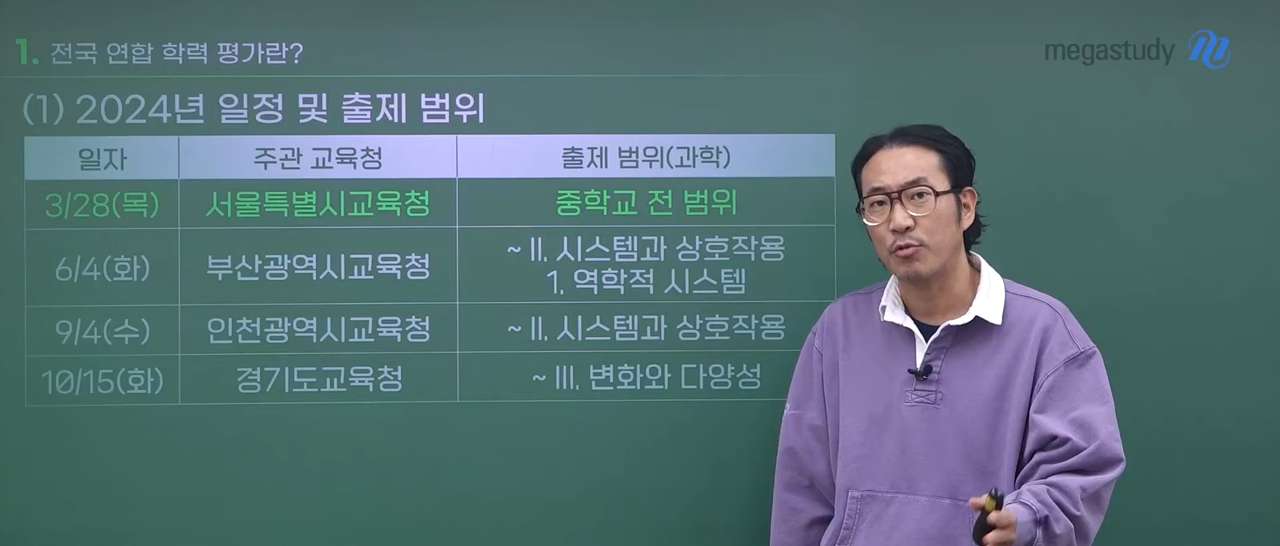 1. 전국 연합 학력 평가란?
megastudy
(1) 2024년 일정 및 출제 범위
일자 주관 교육청 출제 범위(과학)
3/28(목) 서울특별시교육청 중학교 전 범위
6/4(화) 부산광역시교육청 ~ II. 시스템과 상호작용
1. 역학적 시스템
9/4(수) 인천광역시교육청 ~ II. 시스템과 상호작용
10/15(화) 경기도교육청 ~ III. 변화와 다양성